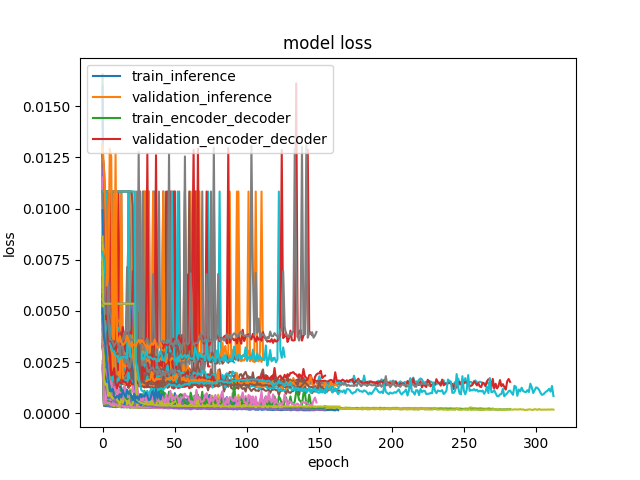 model loss
train_inference
validation_inference
train_encoder_decoder
validation_encoder_decoder
loss
0.0150
0.0125
0.0100
0.0075
0.0050
0.0025
0.0000
0 50 100 150 200 250 300
epoch